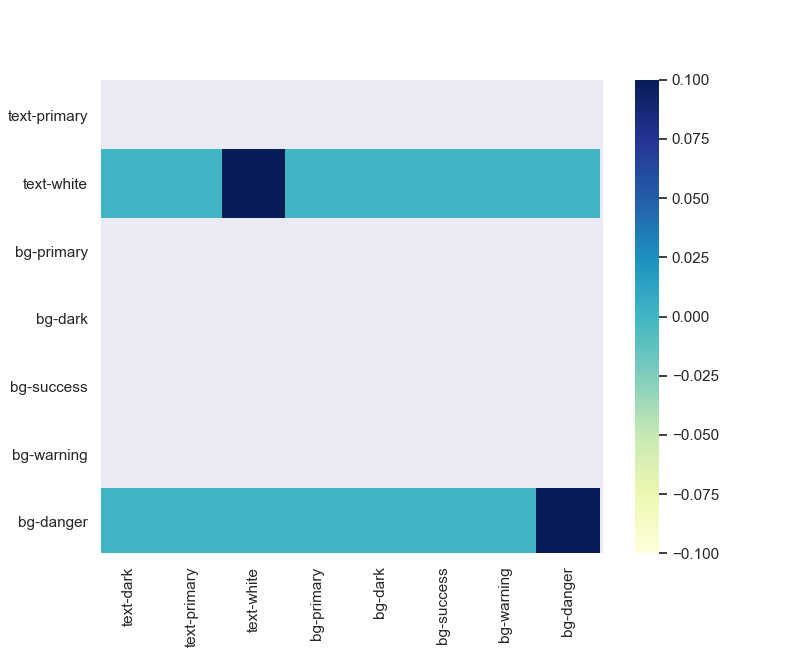 text-primary
text-white
bg-primary
bg-dark
bg-success
bg-warning
bg-danger
text-dark
text-primary
text-white
bg-primary
bg-dark
bg-success
bg-warning
bg-danger
0.100
0.075
0.050
0.025
0.000
−0.025
−0.050
−0.075
−0.100